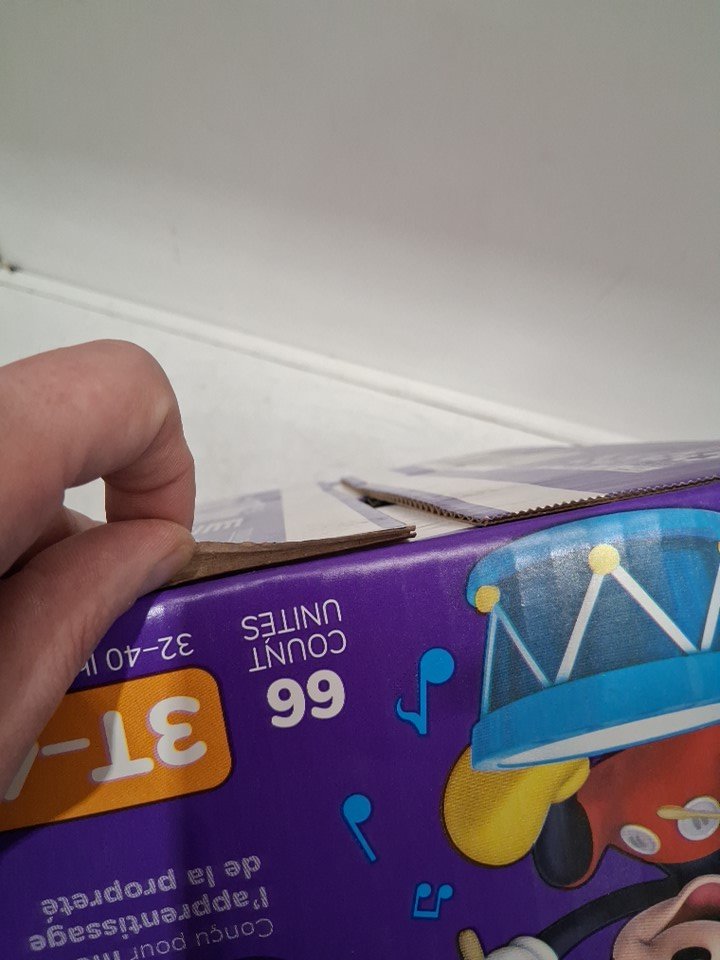 Conçu pour
l'apprentissage
de la propreté
3T-
32–40
66
COUNT
UNITÉS